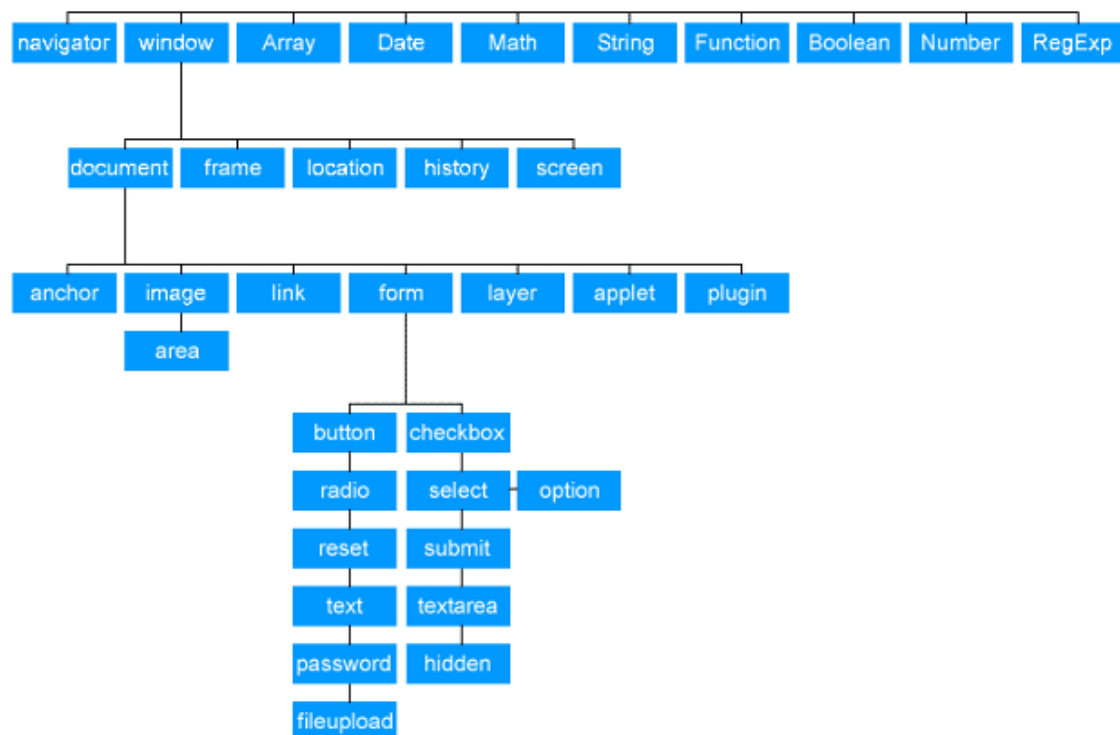 navigator window Array Date Math String Function Boolean Number RegExp
document frame location history screen
anchor image link form layer applet plugin
area
button checkbox
radio select option
reset submit
text textarea
password hidden
fileupload